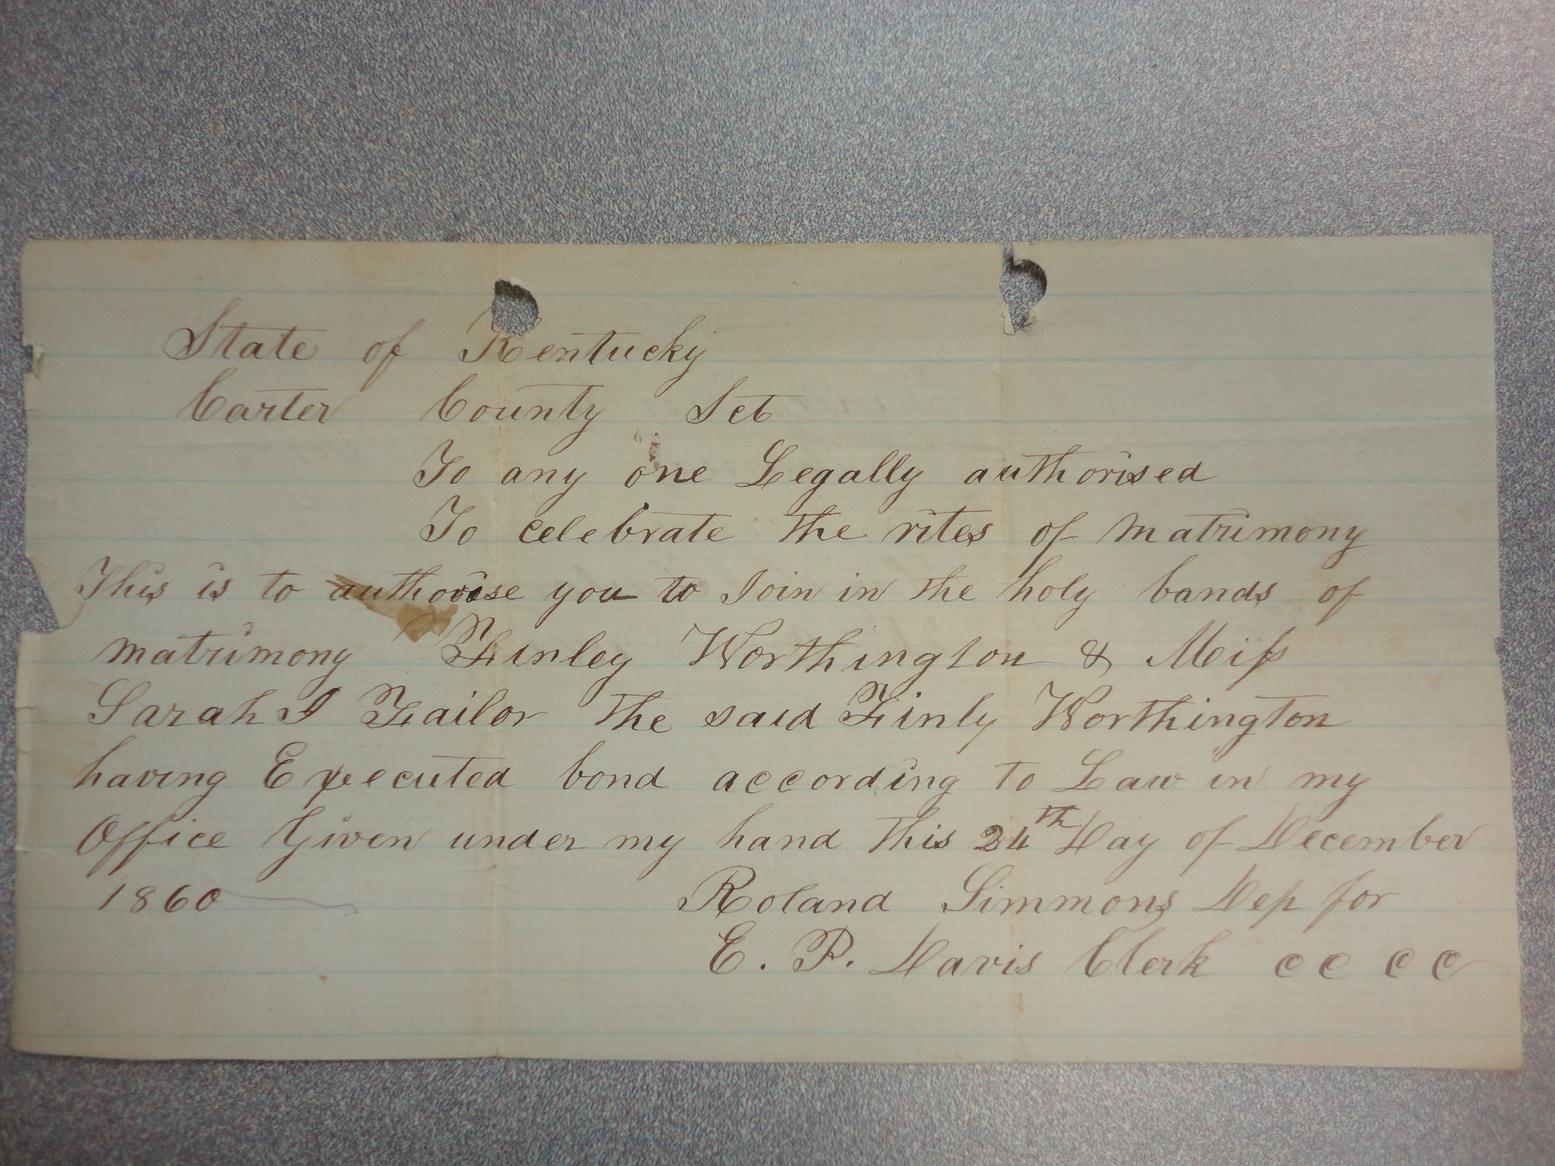 State of Kentucky
Carter County Sct
To any one Legally authorised
To celebrate the rites of matrimony
This is to authorise you to Join in the holy bands of
matrimony Finley Worthington & Miss
Sarah J Tailor the said Finly Worthington
having Executed bond according to Law in my
Office Given under my hand this 24th Day of December
1860 Roland Simmons Dep for
E. P. Davis Clerk C C C C